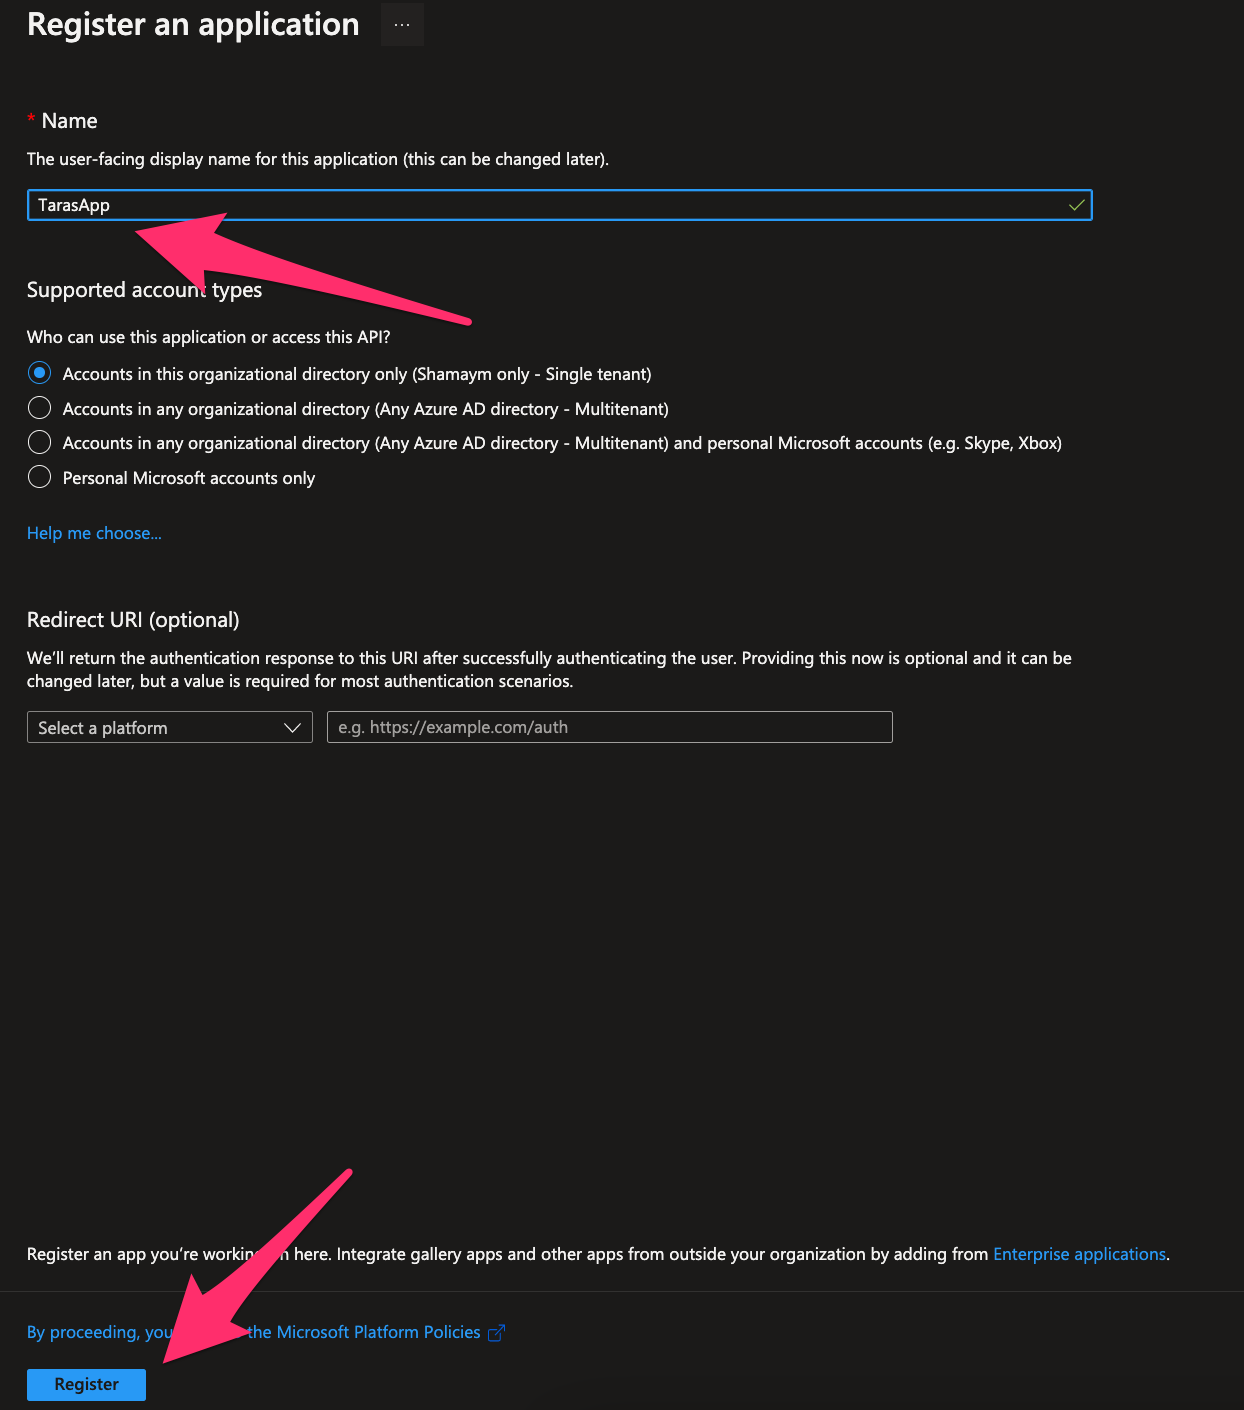 Register an application
...
* Name
The user-facing display name for this application (this can be changed later).
TarasApp
Supported account types
Who can use this application or access this API?
Accounts in this organizational directory only (Shamaym only - Single tenant)
Accounts in any organizational directory (Any Azure AD directory - Multitenant)
Accounts in any organizational directory (Any Azure AD directory - Multitenant) and personal Microsoft accounts (e.g. Skype, Xbox)
Personal Microsoft accounts only
Help me choose...
Redirect URI (optional)
We'll return the authentication response to this URI after successfully authenticating the user. Providing this now is optional and it can be
changed later, but a value is required for most authentication scenarios.
Select a platform
e.g. https://example.com/auth
Register an app you're working here. Integrate gallery apps and other apps from outside your organization by adding from Enterprise applications.
By proceeding, you the Microsoft Platform Policies
Register